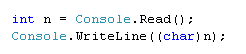 int n = Console.Read();
Console.WriteLine((char)n);